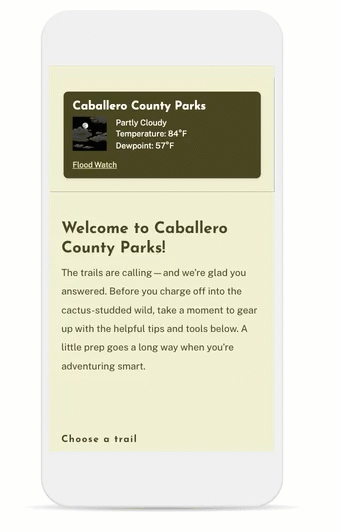 Caballero County Parks
Partly Cloudy
Temperature: 84°F
Dewpoint: 57°F
Flood Watch
Welcome to Caballero
County Parks!
The trails are calling—and we're glad you
answered. Before you charge off into the
cactus-studded wild, take a moment to gear
up with the helpful tips and tools below. A
little prep goes a long way when you're
adventuring smart.
Choose a trail